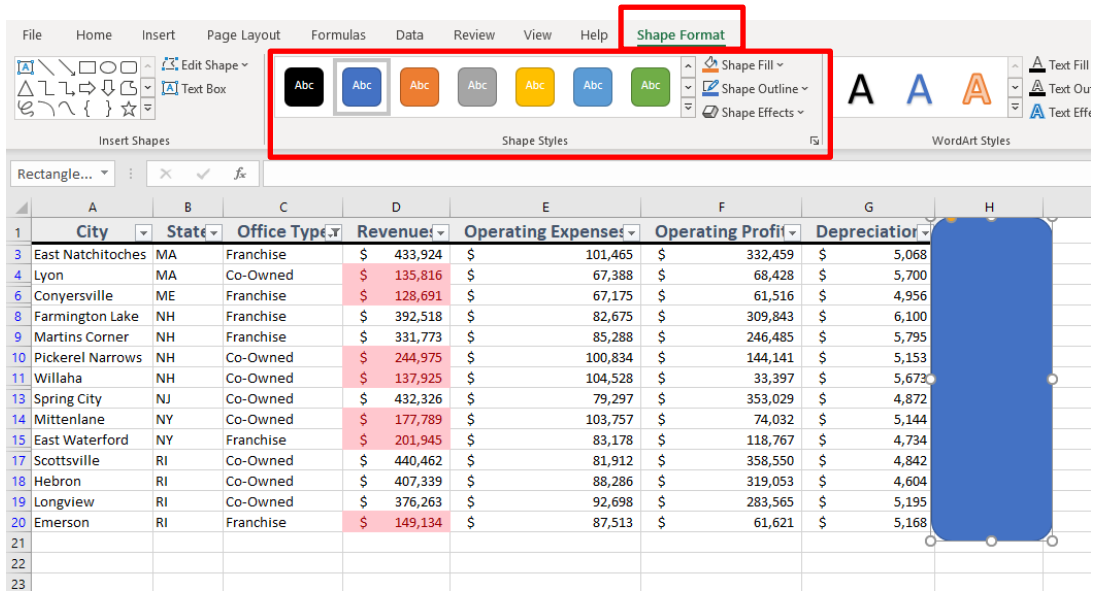 File Home Insert Page Layout Formulas Data Review View Help Shape Format
A Edit Shape Abc Abc Abc Abc Abc Abc Abc Shape Fill A A A A Text Fill
A Text Box Shape Outline A Text Ou
Shape Effects A Text Effe
Insert Shapes Shape Styles WordArt Styles
Rectangle... fx
A B C D E F G H
1 City State Office Type Revenues Operating Expenses Operating Profit Depreciation
3 East Natchitoches MA Franchise $ 433,924 $ 101,465 $ 332,459 $ 5,068
4 Lyon MA Co-Owned $ 135,816 $ 67,388 $ 68,428 $ 5,700
6 Conyersville ME Franchise $ 128,691 $ 67,175 $ 61,516 $ 4,956
8 Farmington Lake NH Franchise $ 392,518 $ 82,675 $ 309,843 $ 6,100
9 Martins Corner NH Franchise $ 331,773 $ 85,288 $ 246,485 $ 5,795
10 Pickerel Narrows NH Co-Owned $ 244,975 $ 100,834 $ 144,141 $ 5,153
11 Willaha NH Co-Owned $ 137,925 $ 104,528 $ 33,397 $ 5,673
13 Spring City NJ Co-Owned $ 432,326 $ 79,297 $ 353,029 $ 4,872
14 Mittenlane NY Co-Owned $ 177,789 $ 103,757 $ 74,032 $ 5,144
15 East Waterford NY Franchise $ 201,945 $ 83,178 $ 118,767 $ 4,734
17 Scottsville RI Co-Owned $ 440,462 $ 81,912 $ 358,550 $ 4,842
18 Hebron RI Co-Owned $ 407,339 $ 88,286 $ 319,053 $ 4,604
19 Longview RI Co-Owned $ 376,263 $ 92,698 $ 283,565 $ 5,195
20 Emerson RI Franchise $ 149,134 $ 87,513 $ 61,621 $ 5,168
21
22
23